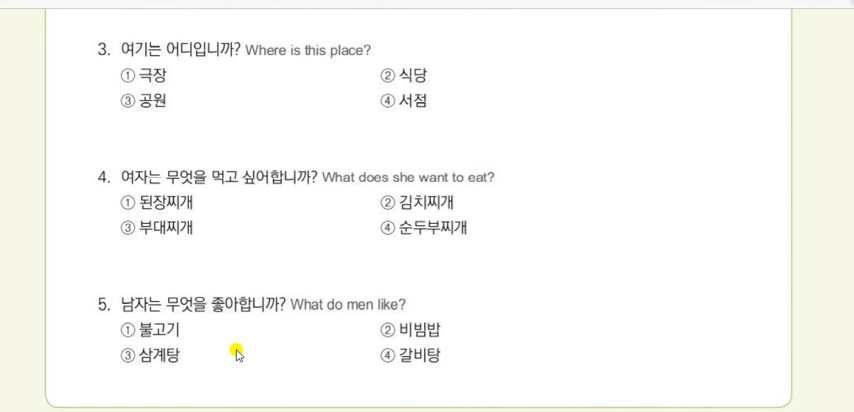 3. 여기는 어디입니까? Where is this place?
① 극장 ② 식당
③ 공원 ④ 서점
4. 여자는 무엇을 먹고 싶어합니까? What does she want to eat?
① 된장찌개 ② 김치찌개
③ 부대찌개 ④ 순두부찌개
5. 남자는 무엇을 좋아합니까? What do men like?
① 불고기 ② 비빔밥
③ 삼계탕 ④ 갈비탕